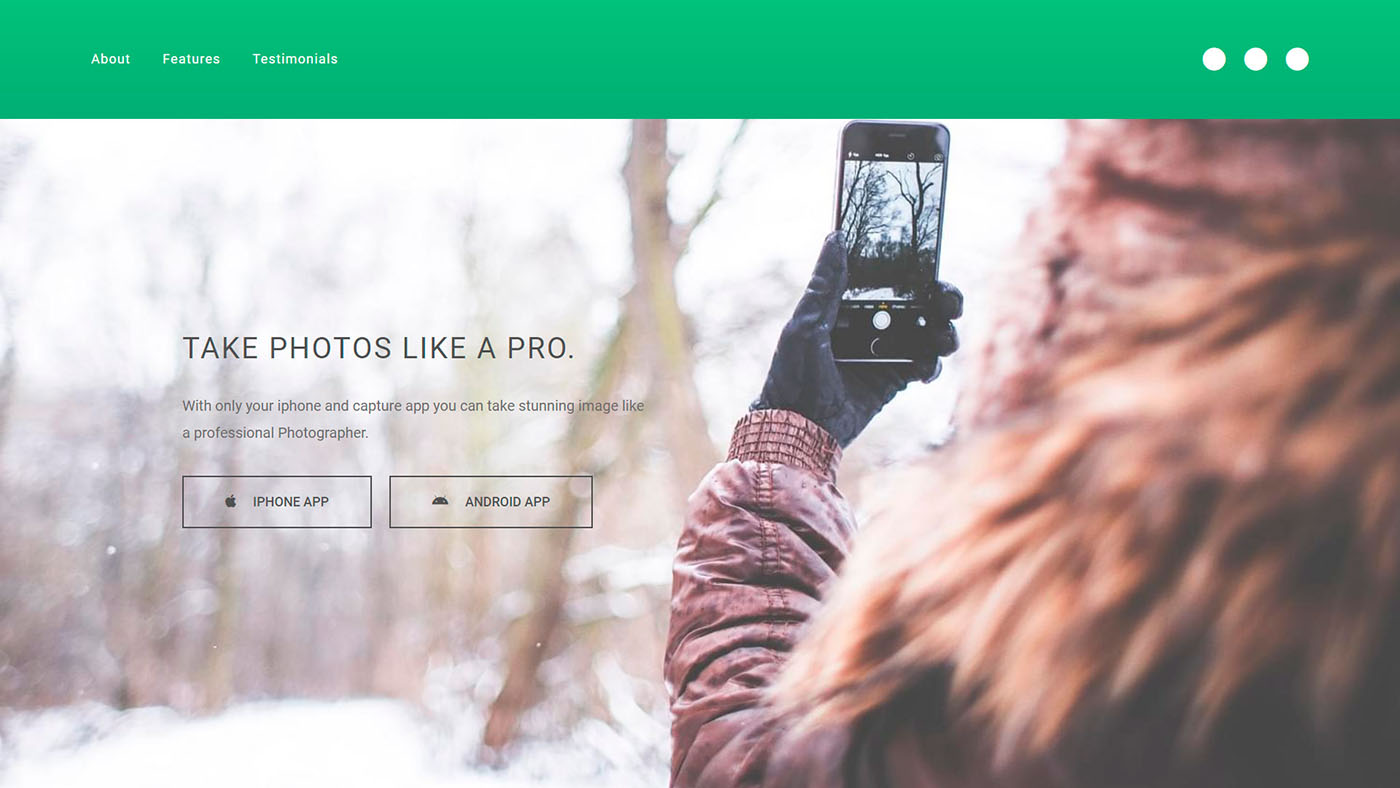 About Features Testimonials
TAKE PHOTOS LIKE A PRO.
With only your iphone and capture app you can take stunning image like
a professional Photographer.
IPHONE APP ANDROID APP